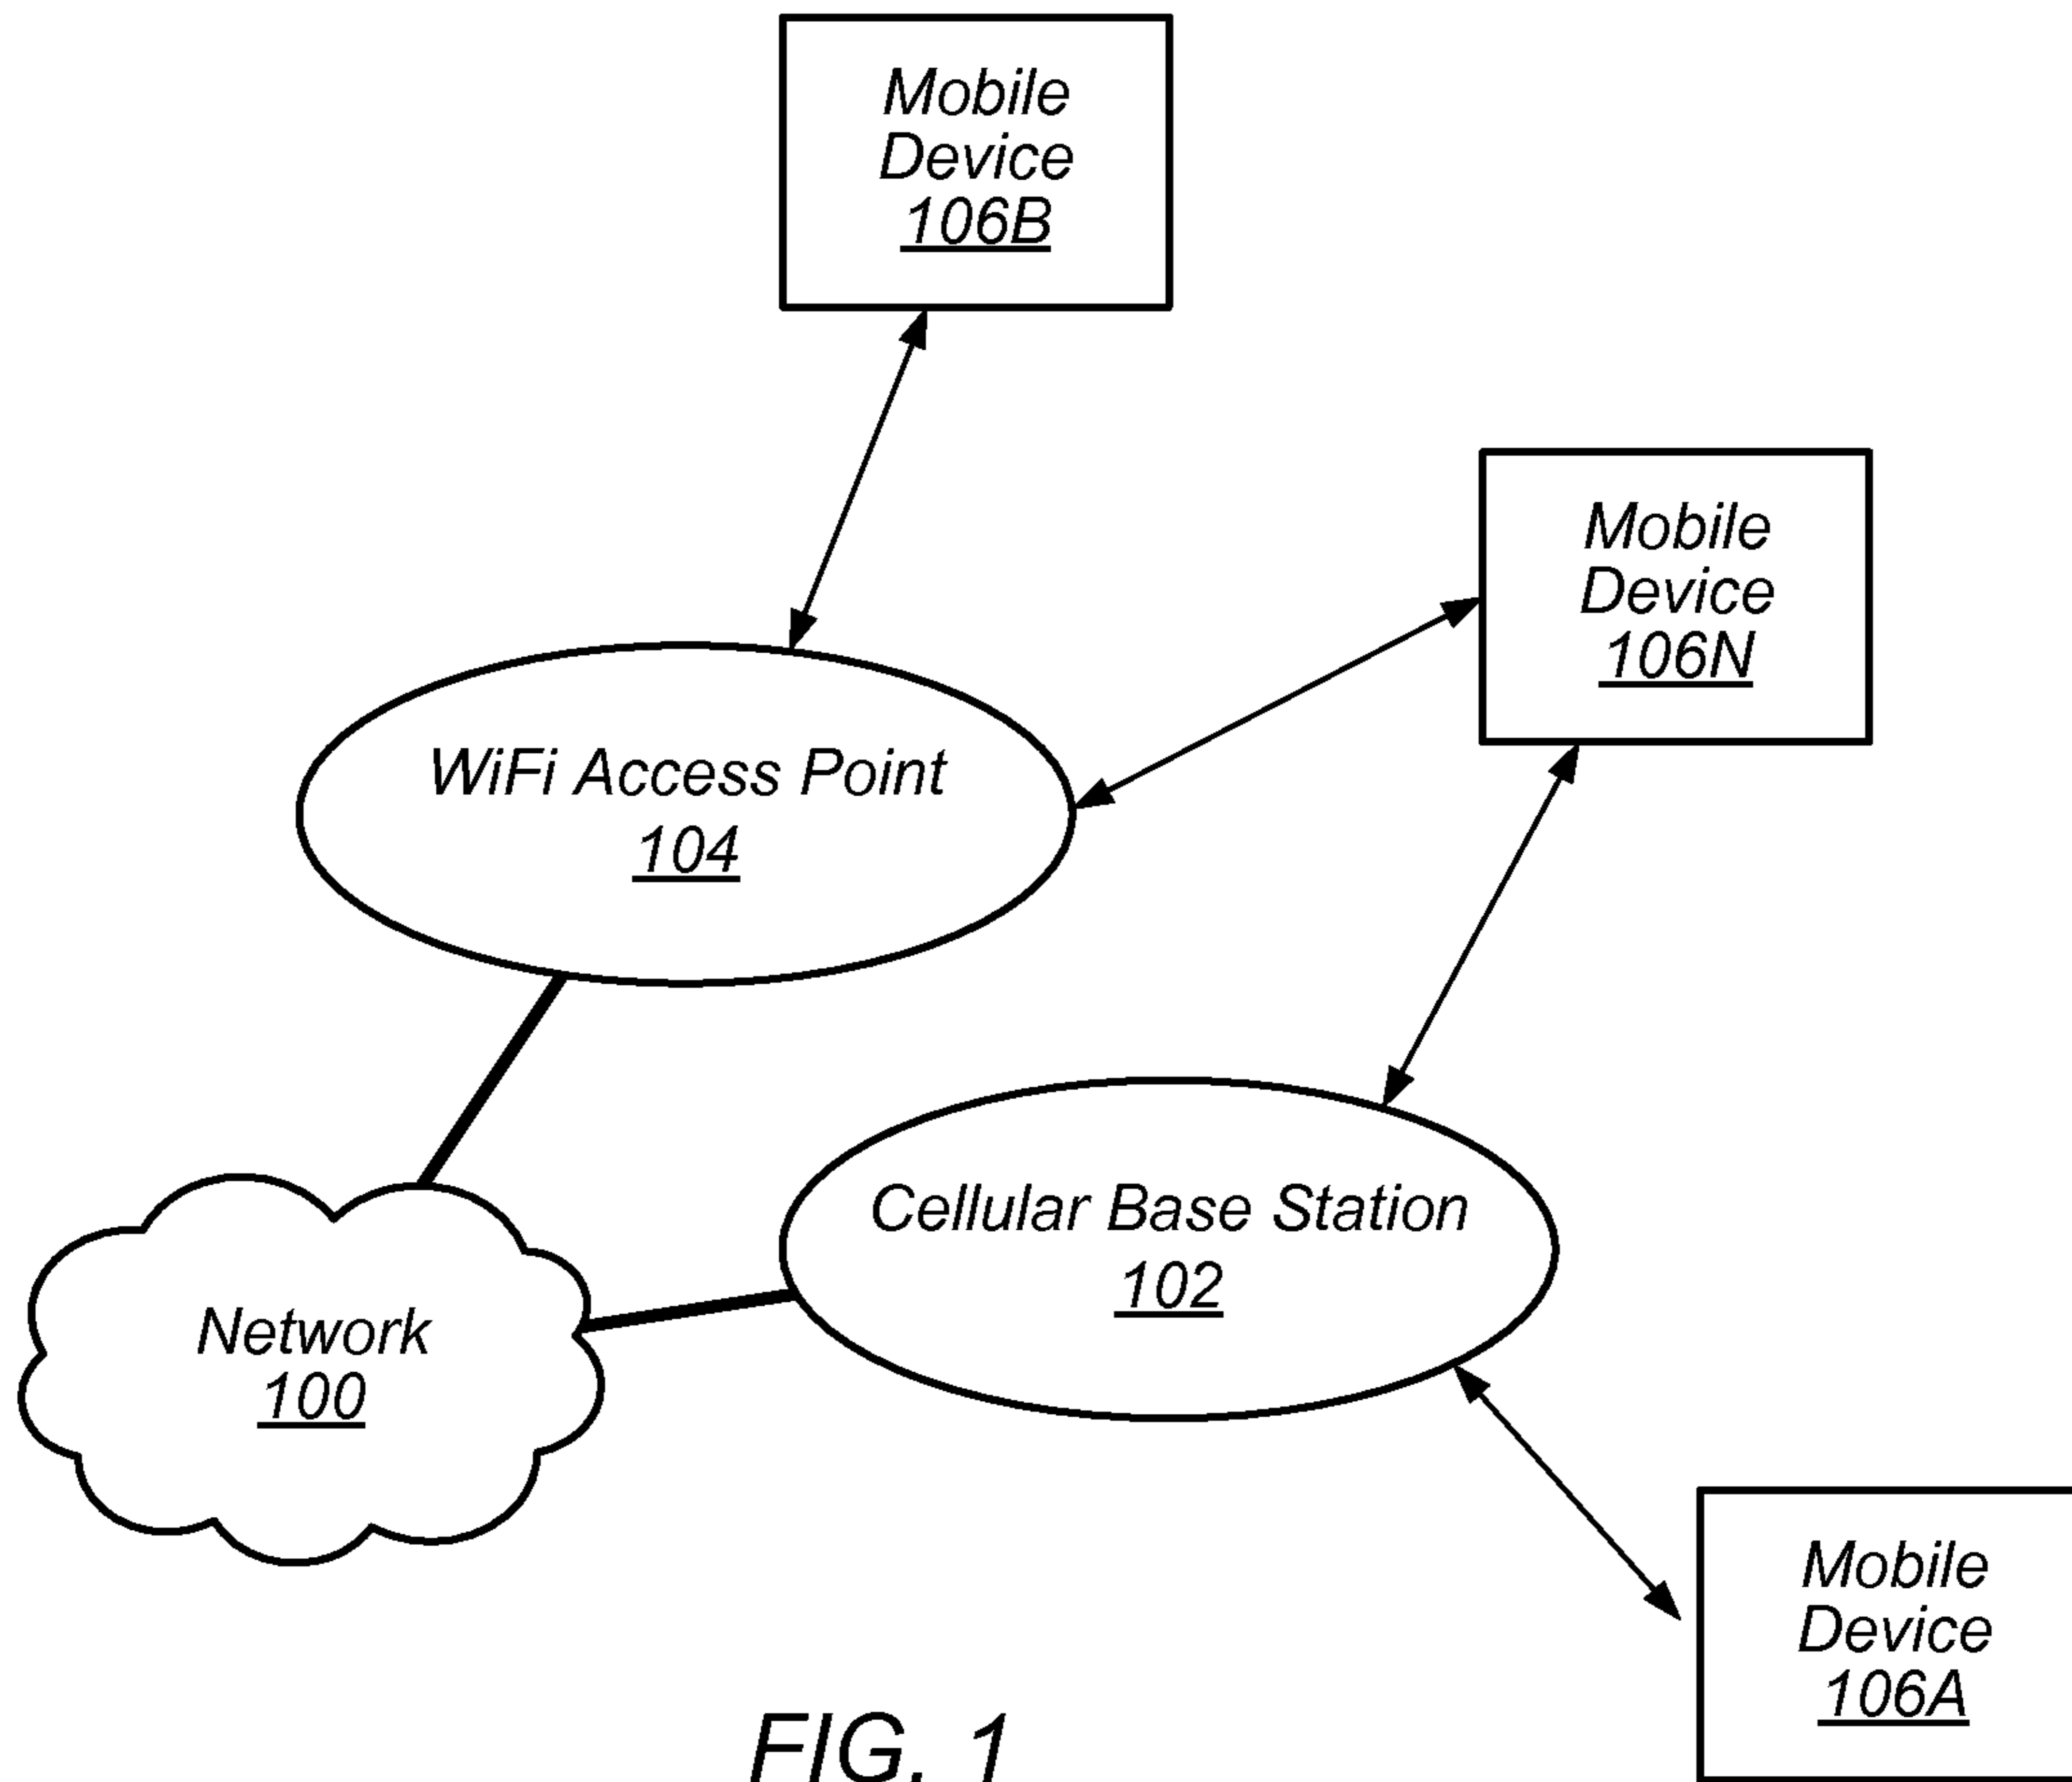 Mobile
Device
106B
Mobile
Device
106N
WiFi Access Point
104
Cellular Base Station
102
Network
100
Mobile
Device
106A
FIG. 1